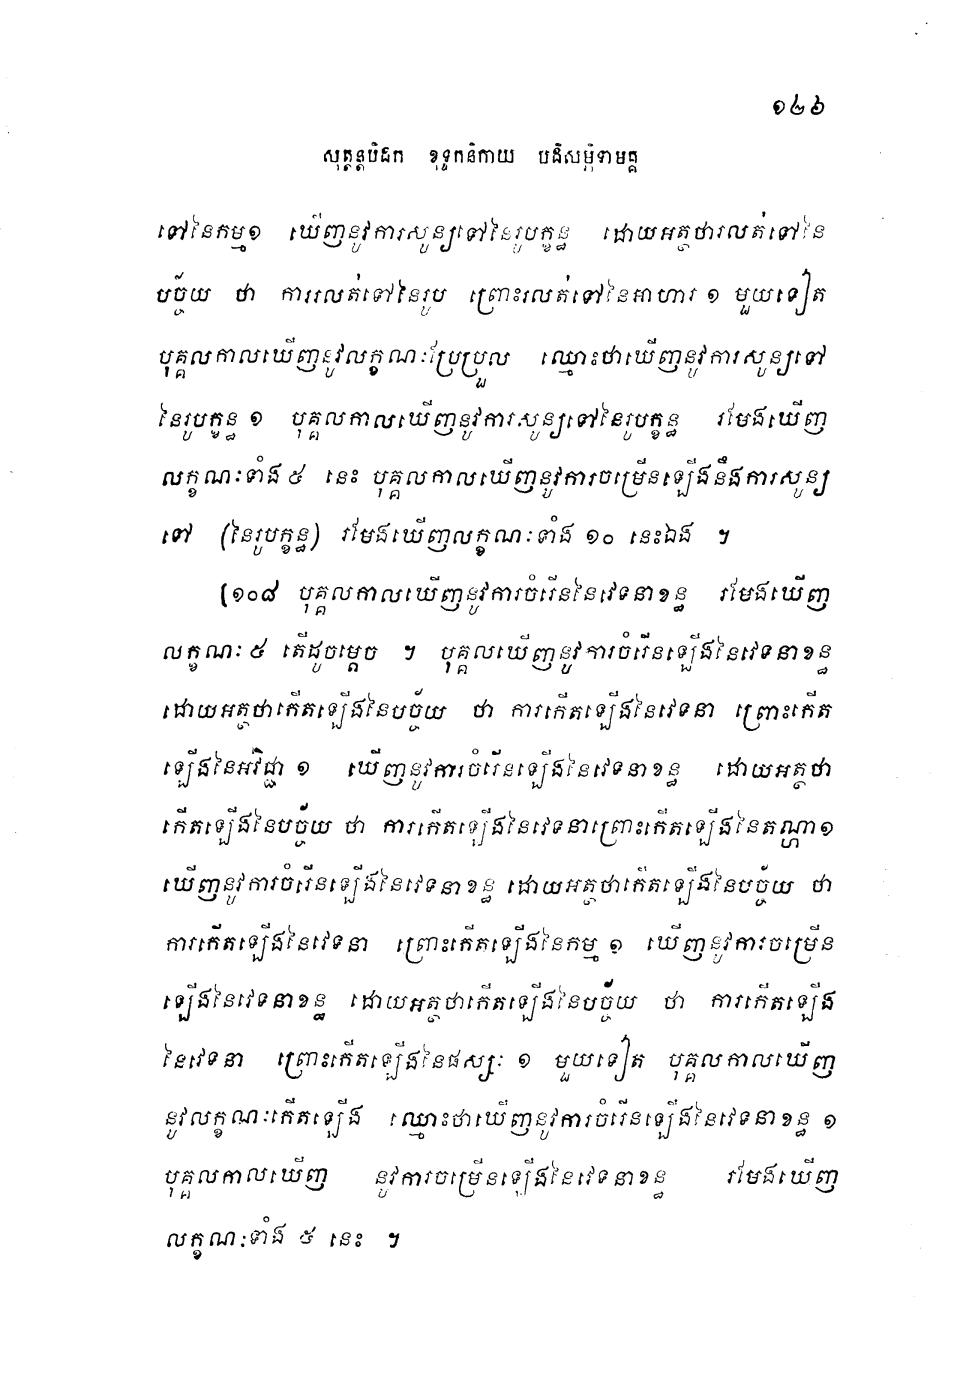 ១២៦
សុត្តន្តបិដក ខុទ្ទកនិកាយ បដិសម្ភិទាមគ្គ
ទៅនៃកម្ម១ ឃើញនូវការសូន្យទៅនៃរូបក្ខន្ធ ដោយអត្ថថារលត់ទៅនៃ
បច្ច័យ ថា ការរលត់ទៅនៃរូប ព្រោះរលត់ទៅនៃអាហារ ១ មួយទៀត
បុគ្គលកាលឃើញនូវលក្ខណៈប្រែប្រួល ឈ្មោះថាឃើញនូវការសូន្យទៅ
នៃរូបក្ខន្ធ ១ បុគ្គលកាលឃើញនូវការសូន្យទៅនៃរូបក្ខន្ធ រមែងឃើញ
លក្ខណៈទាំង ៥ នេះ បុគ្គលកាលឃើញនូវការចម្រើនឡើងនឹងការសូន្យ
ទៅ (នៃរូបក្ខន្ធ) រមែងឃើញលក្ខណៈទាំង ១០ នេះឯង ។
[១០៨ បុគ្គលកាលឃើញនូវការចំរើននៃវេទនាខន្ធ រមែងឃើញ
លក្ខណៈ ៥ តើដូចម្តេច ។ បុគ្គលឃើញនូវការចំរើនឡើងនៃវេទនាខន្ធ
ដោយអត្ថថាកើតឡើងនៃបច្ច័យ ថា ការកើតឡើងនៃវេទនា ព្រោះកើត
ឡើងនៃអវិជ្ជា ១ ឃើញនូវការចំរើនឡើងនៃវេទនាខន្ធ ដោយអត្ថថា
កើតឡើងនៃបច្ច័យ ថា ការកើតឡើងនៃវេទនាព្រោះកើតឡើងនៃតណ្ហា១
ឃើញនូវការចំរើនឡើងនៃវេទនាខន្ធ ដោយអត្ថថាកើតឡើងនៃបច្ច័យ ថា
ការកើតឡើងនៃវេទនា ព្រោះកើតឡើងនៃកម្ម ១ ឃើញនូវការចម្រើន
ឡើងនៃវេទនាខន្ធ ដោយអត្ថថាកើតឡើងនៃបច្ច័យ ថា ការកើតឡើង
នៃវេទនា ព្រោះកើតឡើងនៃផស្សៈ ១ មួយទៀត បុគ្គលកាលឃើញ
នូវលក្ខណៈកើតឡើង ឈ្មោះថាឃើញនូវការចំរើនឡើងនៃវេទនាខន្ធ ១
បុគ្គលកាលឃើញ នូវការចម្រើនឡើងនៃវេទនាខន្ធ រមែងឃើញ
លក្ខណៈទាំង ៥ នេះ ។